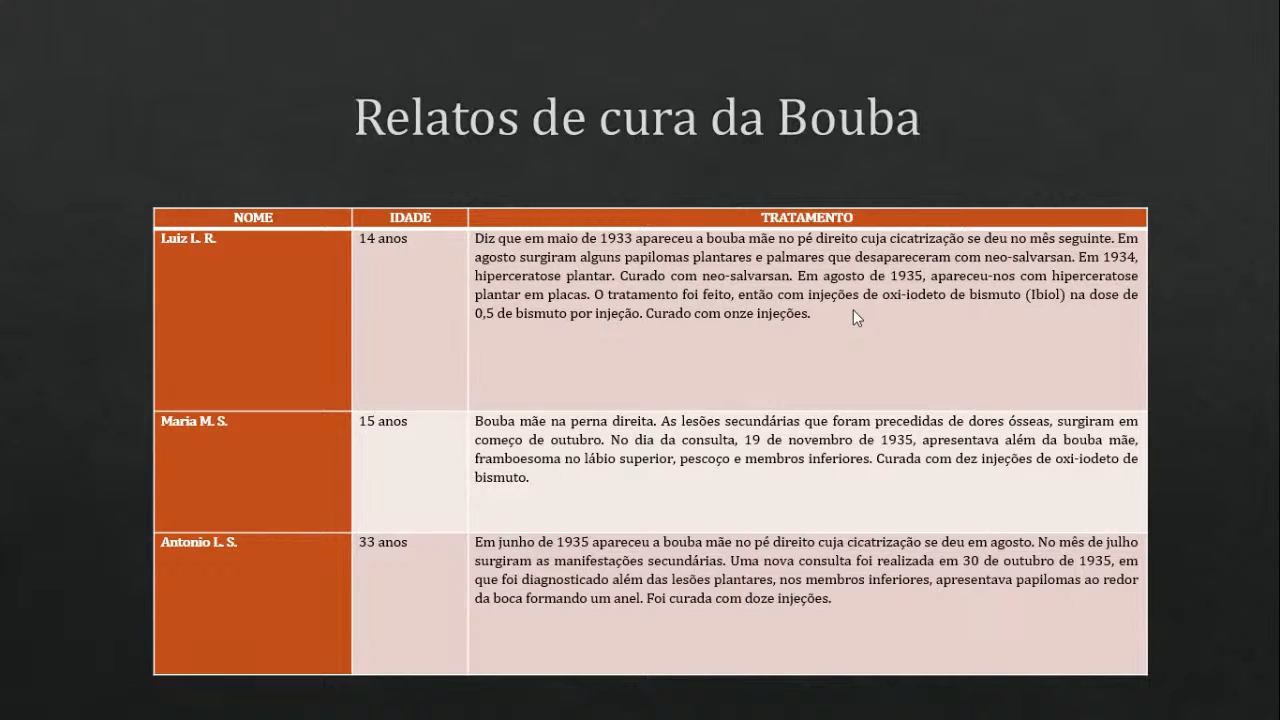 Relatos de cura da Bouba
NOME IDADE TRATAMENTO
Luiz L. R. 14 anos Diz que em maio de 1933 apareceu a bouba mãe no pé direito cuja cicatrização se deu no mês seguinte. Em
agosto surgiram alguns papilomas plantares e palmares que desapareceram com neo-salvarsan. Em 1934,
hiperceratose plantar. Curado com neo-salvarsan. Em agosto de 1935, apareceu-nos com hiperceratose
plantar em placas. O tratamento foi feito, então com injeções de oxi-iodeto de bismuto (Ibiol) na dose de
0,5 de bismuto por injeção. Curado com onze injeções.
Maria M. S. 15 anos Bouba mãe na perna direita. As lesões secundárias que foram precedidas de dores ósseas, surgiram em
começo de outubro. No dia da consulta, 19 de novembro de 1935, apresentava além da bouba mãe,
framboesoma no lábio superior, pescoço e membros inferiores. Curada com dez injeções de oxi-iodeto de
bismuto.
Antonio L. S. 33 anos Em junho de 1935 apareceu a bouba mãe no pé direito cuja cicatrização se deu em agosto. No mês de julho
surgiram as manifestações secundárias. Uma nova consulta foi realizada em 30 de outubro de 1935, em
que foi diagnosticado além das lesões plantares, nos membros inferiores, apresentava papilomas ao redor
da boca formando um anel. Foi curada com doze injeções.